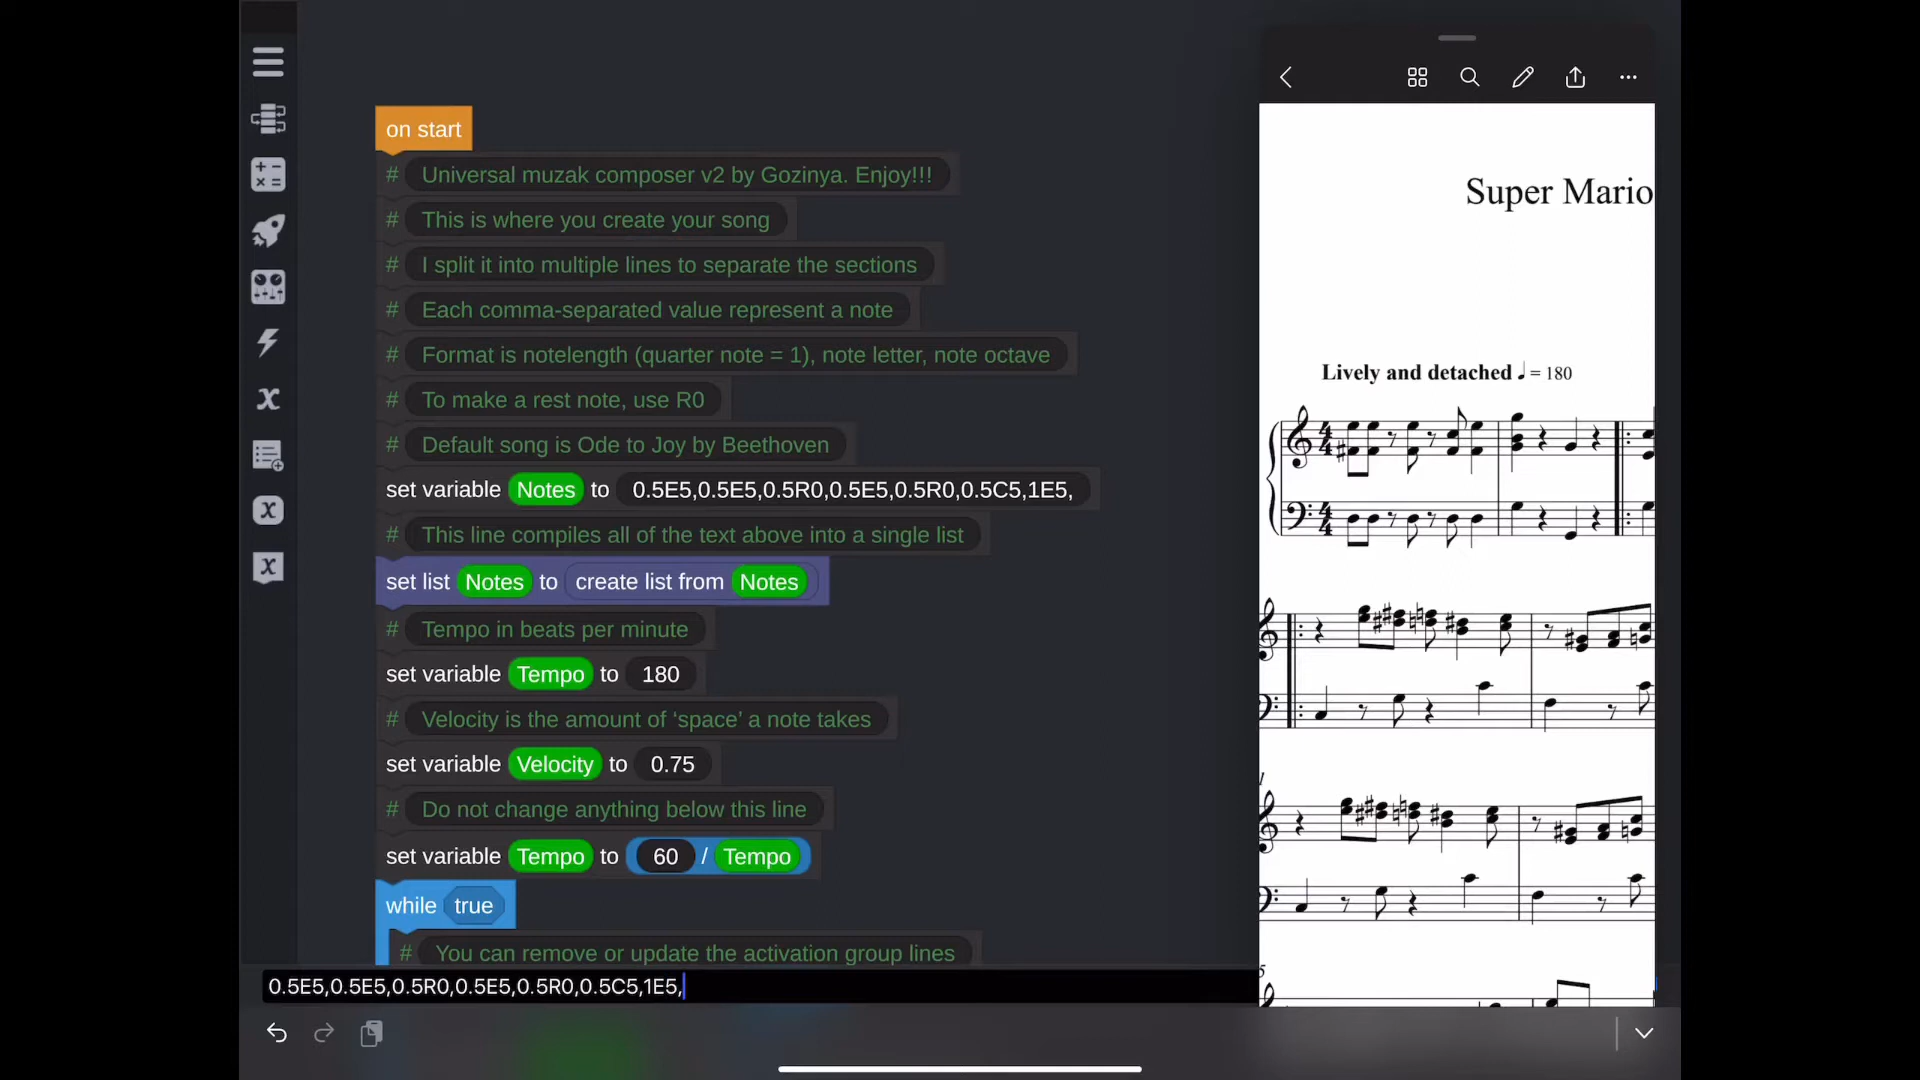 on start
# Universal muzak composer v2 by Gozinya. Enjoy!!!
# This is where you create your song
# I split it into multiple lines to separate the sections
# Each comma-separated value represent a note
# Format is notelength (quarter note = 1), note letter, note octave
# To make a rest note, use R0
# Default song is Ode to Joy by Beethoven
set variable Notes to 0.5E5,0.5E5,0.5R0,0.5E5,0.5R0,0.5C5,1E5,
# This line compiles all of the text above into a single list
set list Notes to create list from Notes
# Tempo in beats per minute
set variable Tempo to 180
# Velocity is the amount of ‘space’ a note takes
set variable Velocity to 0.75
# Do not change anything below this line
set variable Tempo to 60 / Tempo
while true
# You can remove or update the activation group lines
0.5E5,0.5E5,0.5R0,0.5E5,0.5R0,0.5C5,1E5,
Super Mario
Lively and detached ♩ = 180